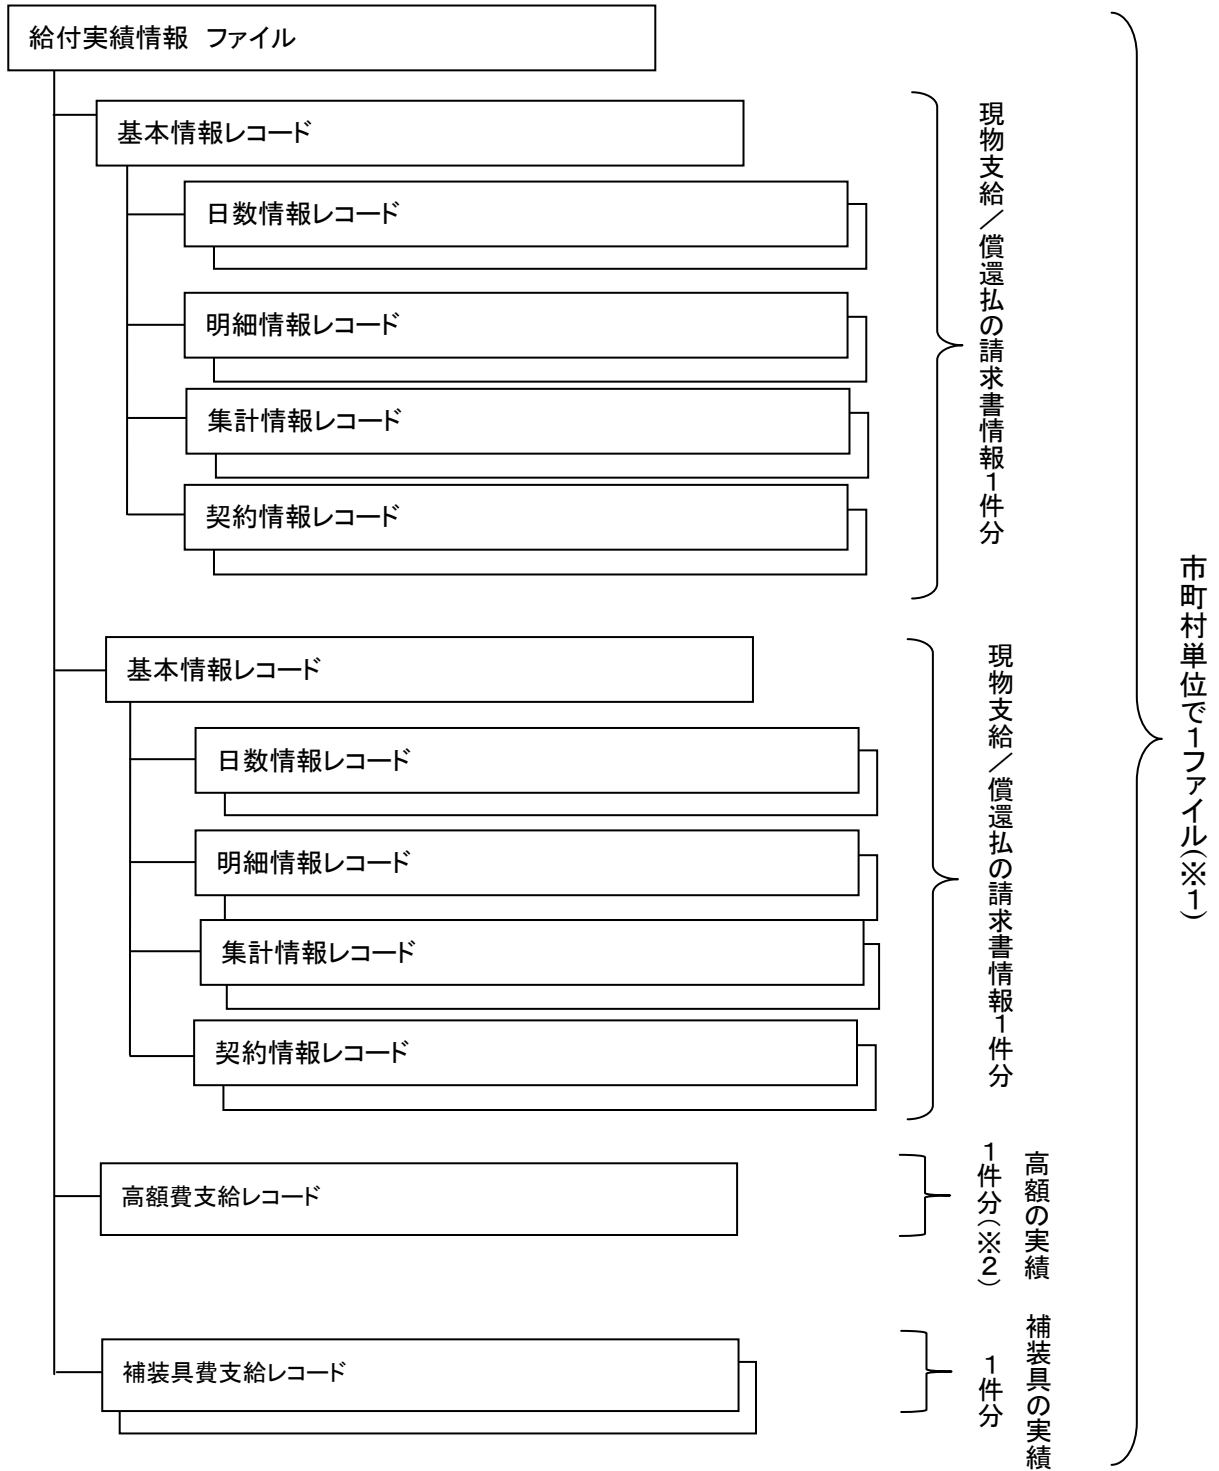 給付実績情報　ファイル
基本情報レコード
日数情報レコード
明細情報レコード
集計情報レコード
契約情報レコード
現物支給／償還払の請求書情報１件分
基本情報レコード
日数情報レコード
明細情報レコード
集計情報レコード
契約情報レコード
現物支給／償還払の請求書情報１件分
高額費支給レコード
高額の実績
１件分（※２）
補装具費支給レコード
補装具の実績
１件分
市町村単位で１ファイル（※１）